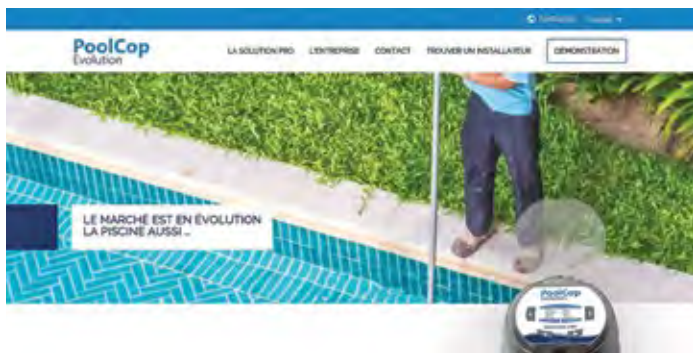 Français
PoolCop
Evolution
LA SOLUTION PRO
L'ENTREPRISE
CONTACT
TROUVER UN INSTALLATEUR
DÉMONSTRATION
LE MARCHÉ EST EN ÉVOLUTION
LA PISCINE AUSSI ...
PoolCop